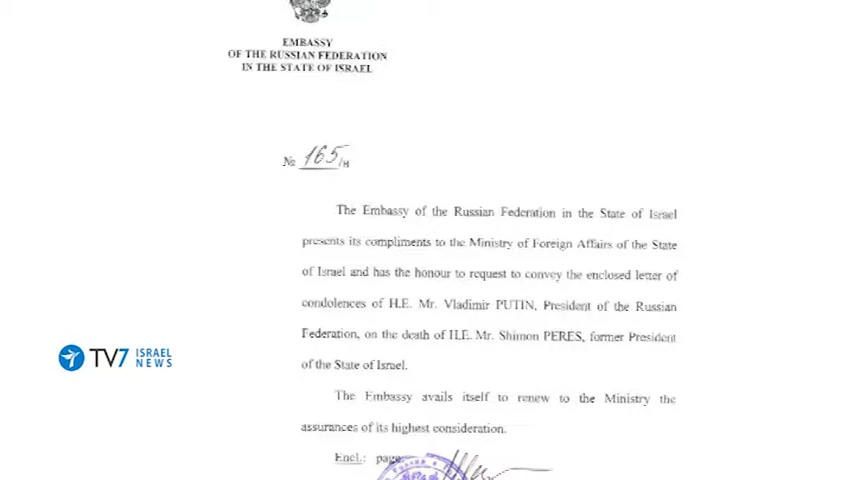 EMBASSY
OF THE RUSSIAN FEDERATION
IN THE STATE OF ISRAEL
№ 165/н
The Embassy of the Russian Federation in the State of Israel
presents its compliments to the Ministry of Foreign Affairs of the State
of Israel and has the honour to request to convey the enclosed letter of
condolences of H.E. Mr. Vladimir PUTIN, President of the Russian
Federation, on the death of H.E. Mr. Shimon PERES, former President
of the State of Israel.
The Embassy avails itself to renew to the Ministry the
assurances of its highest consideration.
Encl.: page
TV7 ISRAEL
NEWS